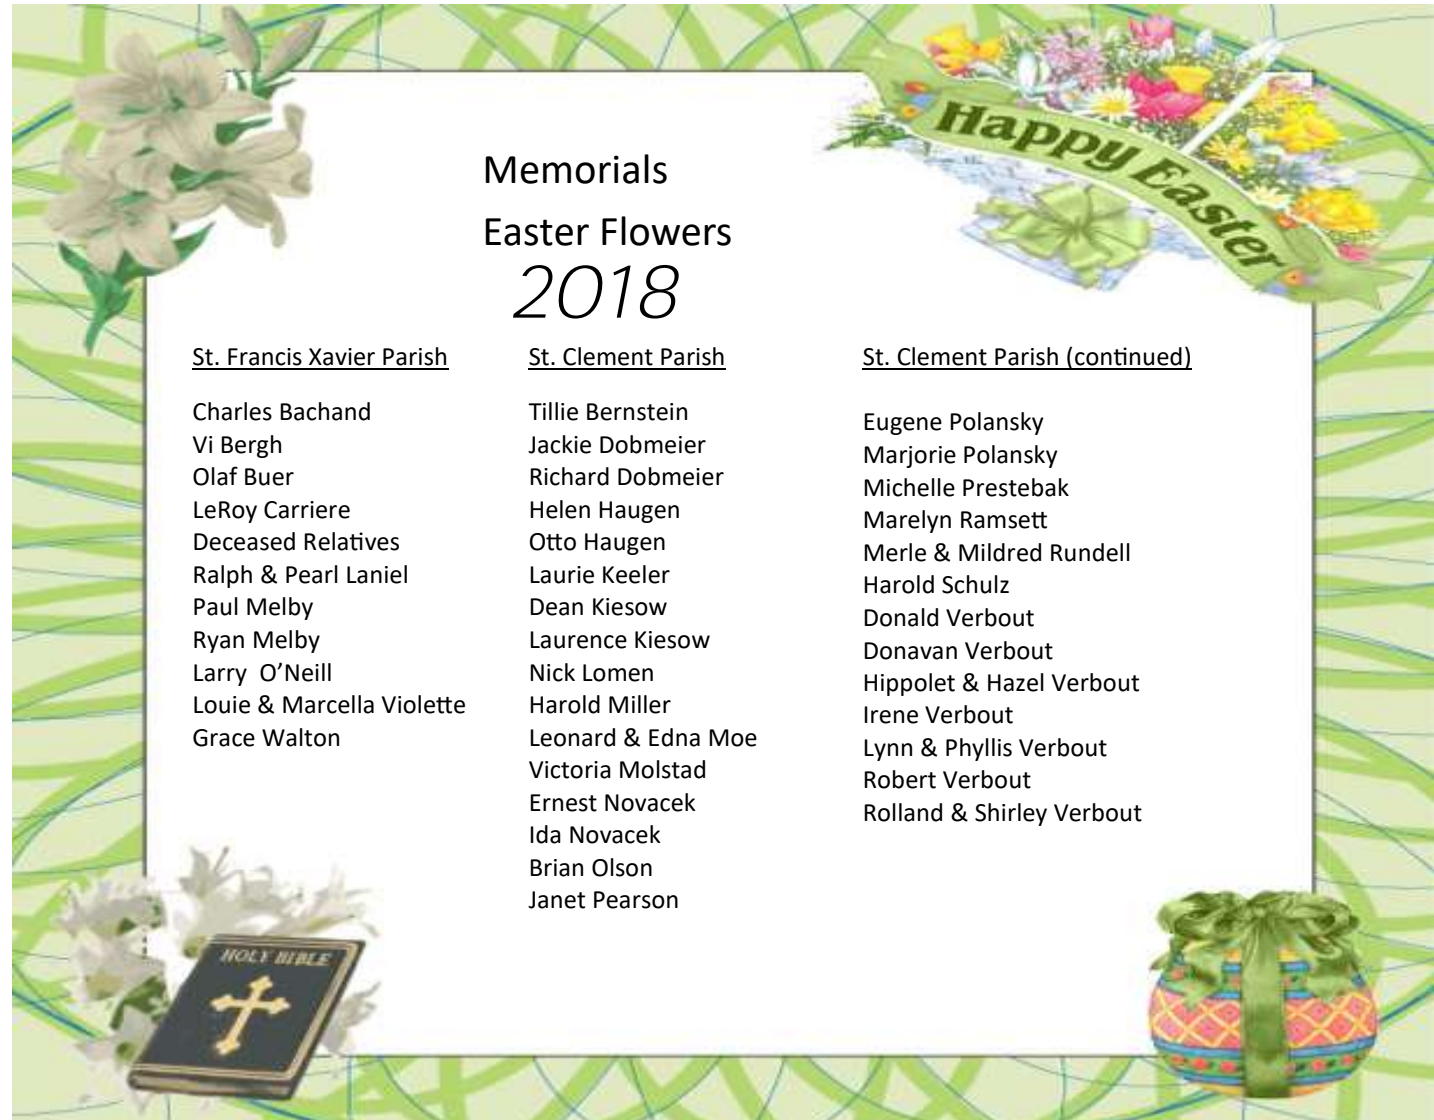 Happy Easter
Memorials
Easter Flowers
2018
St. Francis Xavier Parish
Charles Bachand
Vi Bergh
Olaf Buer
LeRoy Carriere
Deceased Relatives
Ralph & Pearl Laniel
Paul Melby
Ryan Melby
Larry  O’Neill
Louie & Marcella Violette
Grace Walton
St. Clement Parish
Tillie Bernstein
Jackie Dobmeier
Richard Dobmeier
Helen Haugen
Otto Haugen
Laurie Keeler
Dean Kiesow
Laurence Kiesow
Nick Lomen
Harold Miller
Leonard & Edna Moe
Victoria Molstad
Ernest Novacek
Ida Novacek
Brian Olson
Janet Pearson
St. Clement Parish (continued)
Eugene Polansky
Marjorie Polansky
Michelle Prestebak
Marelyn Ramsett
Merle & Mildred Rundell
Harold Schulz
Donald Verbout
Donavan Verbout
Hippolet & Hazel Verbout
Irene Verbout
Lynn & Phyllis Verbout
Robert Verbout
Rolland & Shirley Verbout
HOLY BIBLE